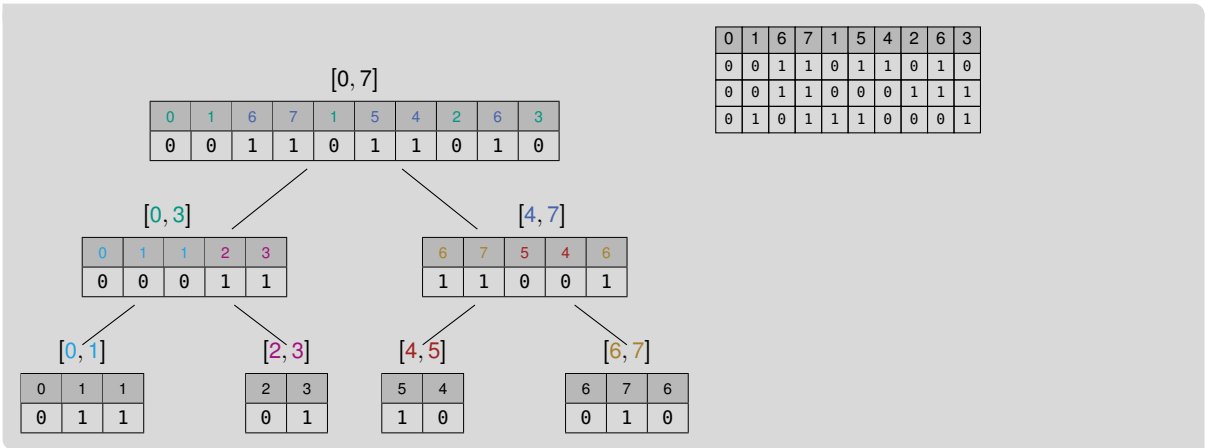 [0, 7]
0 1 6 7 1 5 4 2 6 3
0 0 1 1 0 1 1 0 1 0
[0, 3] [4, 7]
0 1 1 2 3 6 7 5 4 6
0 0 0 1 1 1 1 0 0 1
[0, 1] [2, 3] [4, 5] [6, 7]
0 1 1 2 3 5 4 6 7 6
0 1 1 0 1 1 0 0 1 0
0 1 6 7 1 5 4 2 6 3
0 0 1 1 0 1 1 0 1 0
0 0 1 1 0 0 0 1 1 1
0 1 0 1 1 1 0 0 0 1